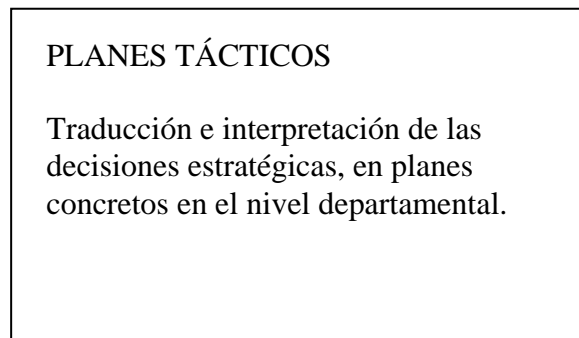 PLANES TÁCTICOS
Traducción e interpretación de las
decisiones estratégicas, en planes
concretos en el nivel departamental.